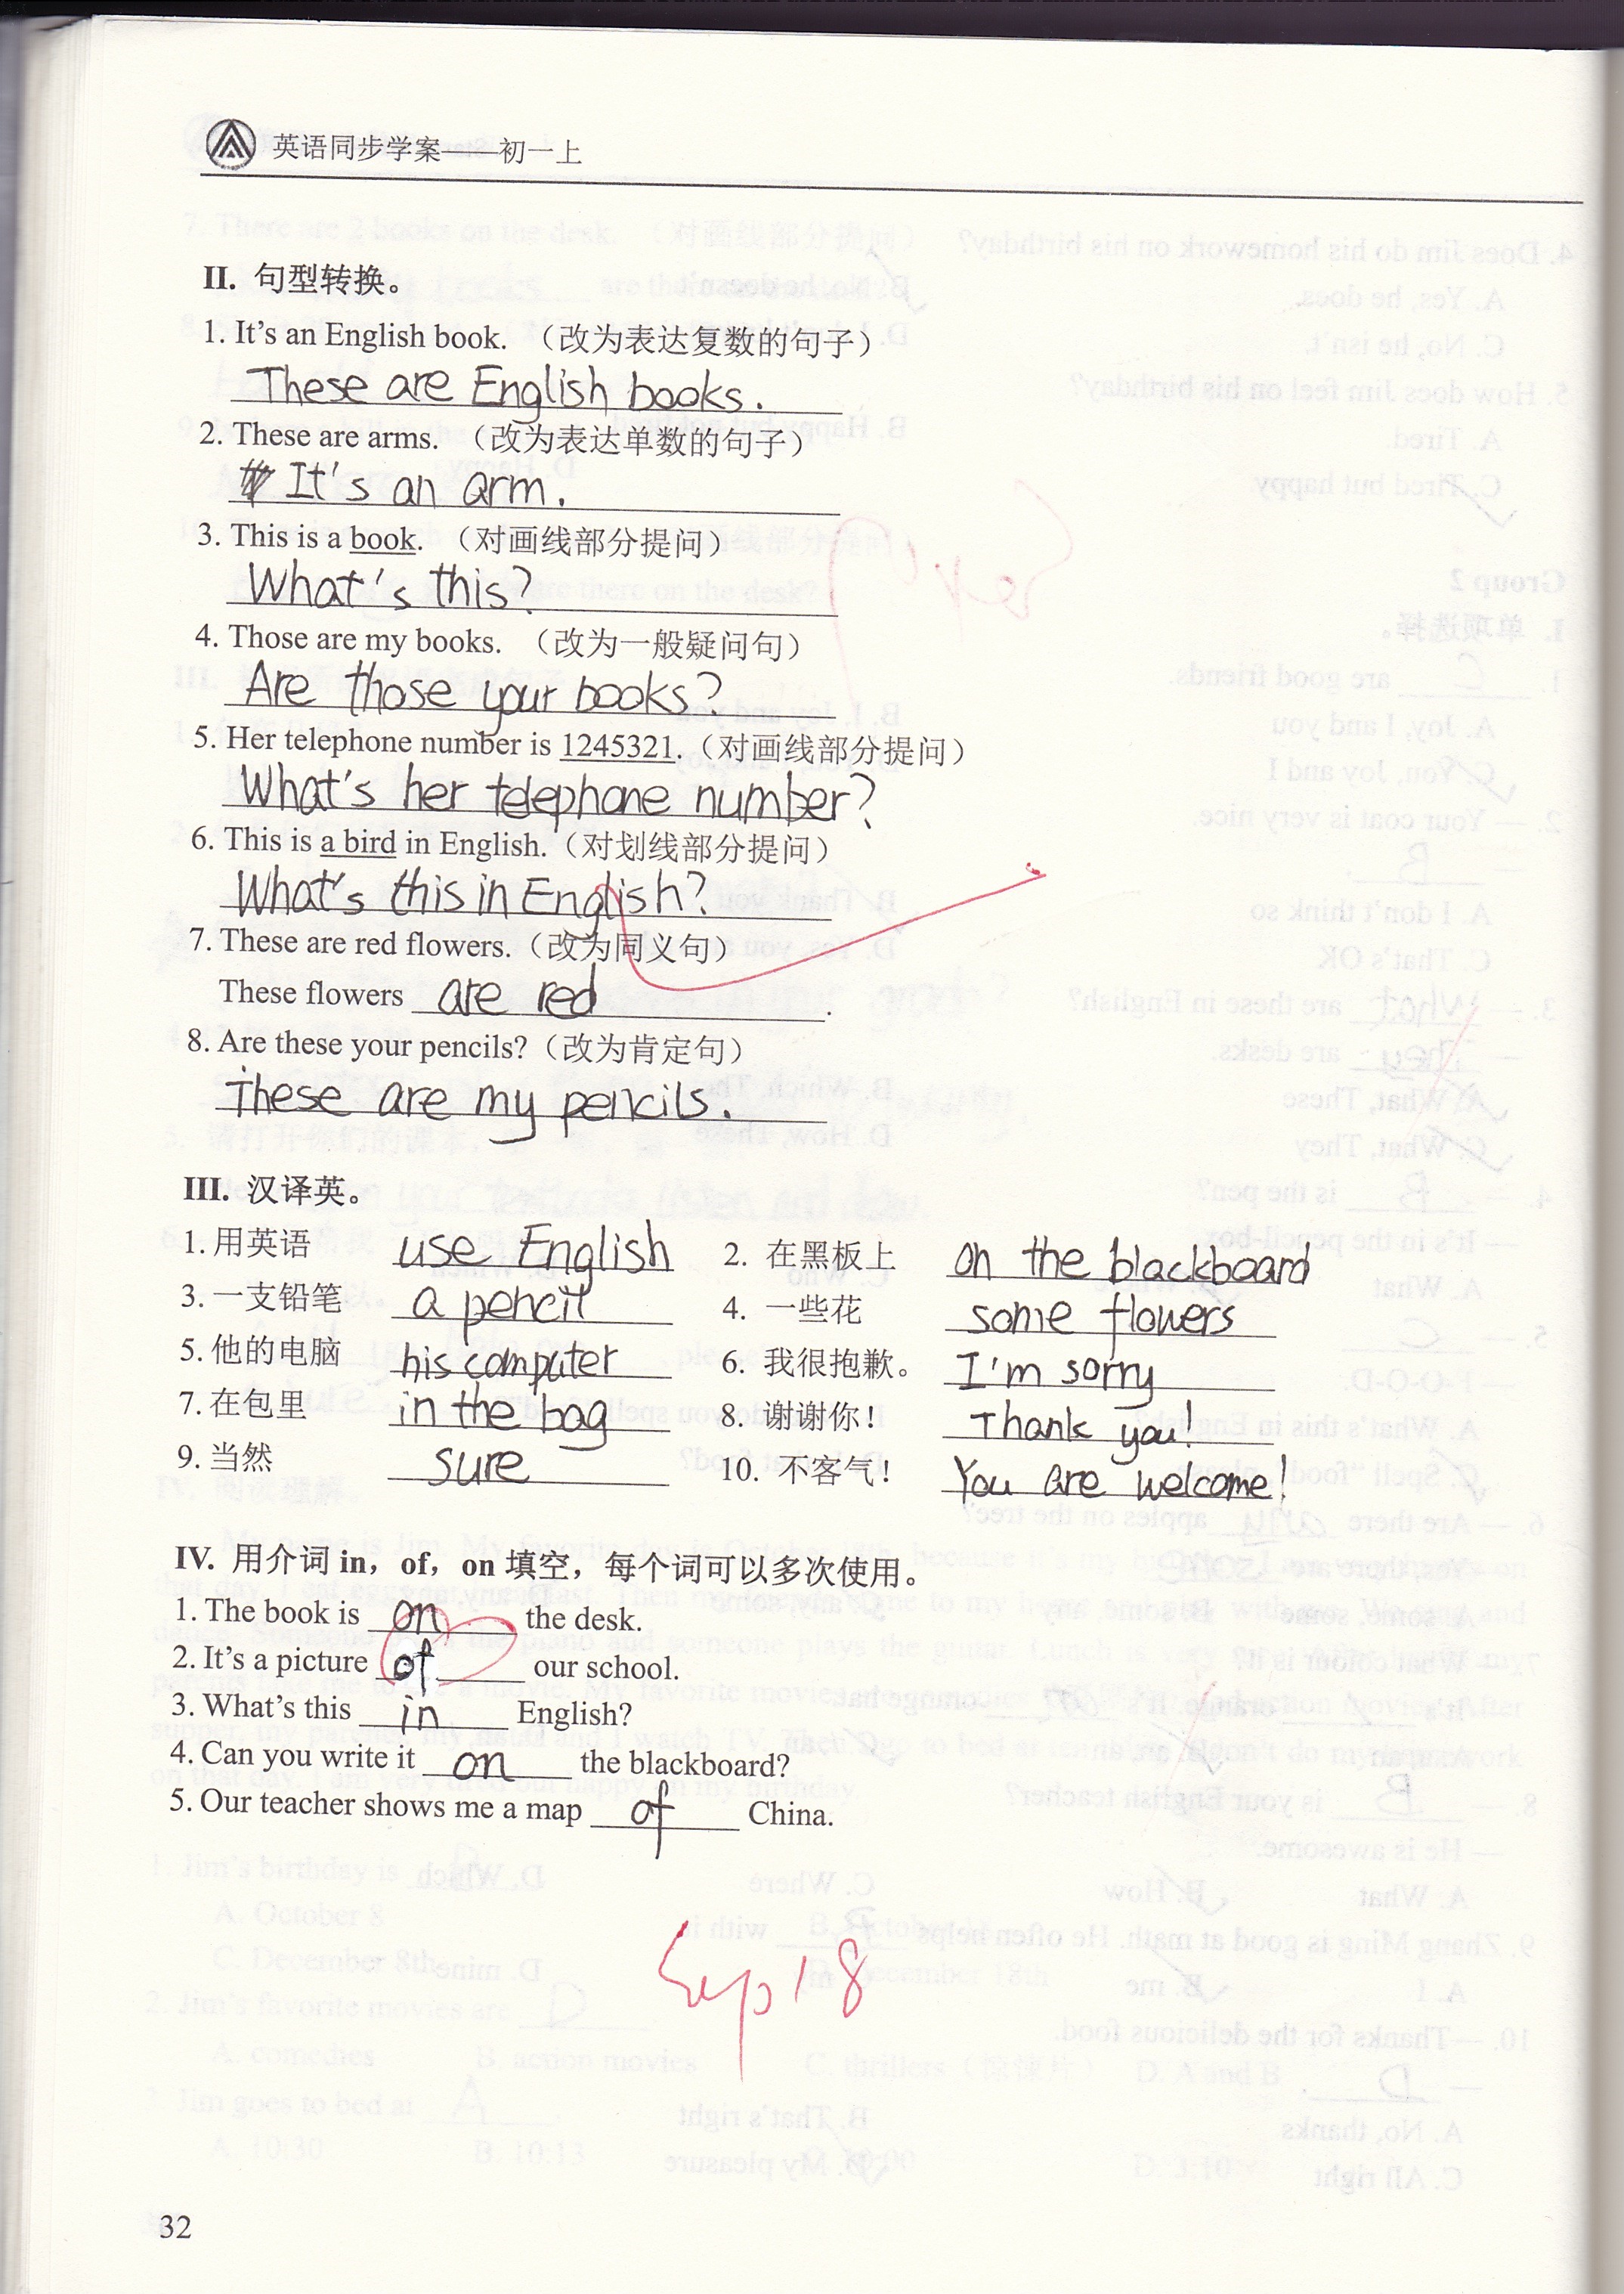 英语同步学案——初一上
II. 句型转换。
1. It's an English book. （改为表达复数的句子）
These are English books.
2. These are arms. （改为表达单数的句子）
It's an arm.
3. This is a book. （对画线部分提问）
What's this?
4. Those are my books. （改为一般疑问句）
Are those your books?
5. Her telephone number is 1245321.（对画线部分提问）
What's her telephone number?
6. This is a bird in English.（对划线部分提问）
What's this in English?
7. These are red flowers.（改为同义句）
These flowers are red.
8. Are these your pencils?（改为肯定句）
These are my pencils.
III. 汉译英。
1. 用英语 use English 2. 在黑板上 on the blackboard
3. 一支铅笔 a pencil 4. 一些花 some flowers
5. 他的电脑 his computer 6. 我很抱歉。 I'm sorry
7. 在包里 in the bag 8. 谢谢你！ Thank you!
9. 当然 sure 10. 不客气！ You are welcome!
IV. 用介词 in，of，on 填空，每个词可以多次使用。
1. The book is on the desk.
2. It's a picture of our school.
3. What's this in English?
4. Can you write it on the blackboard?
5. Our teacher shows me a map of China.
Sep 18
32